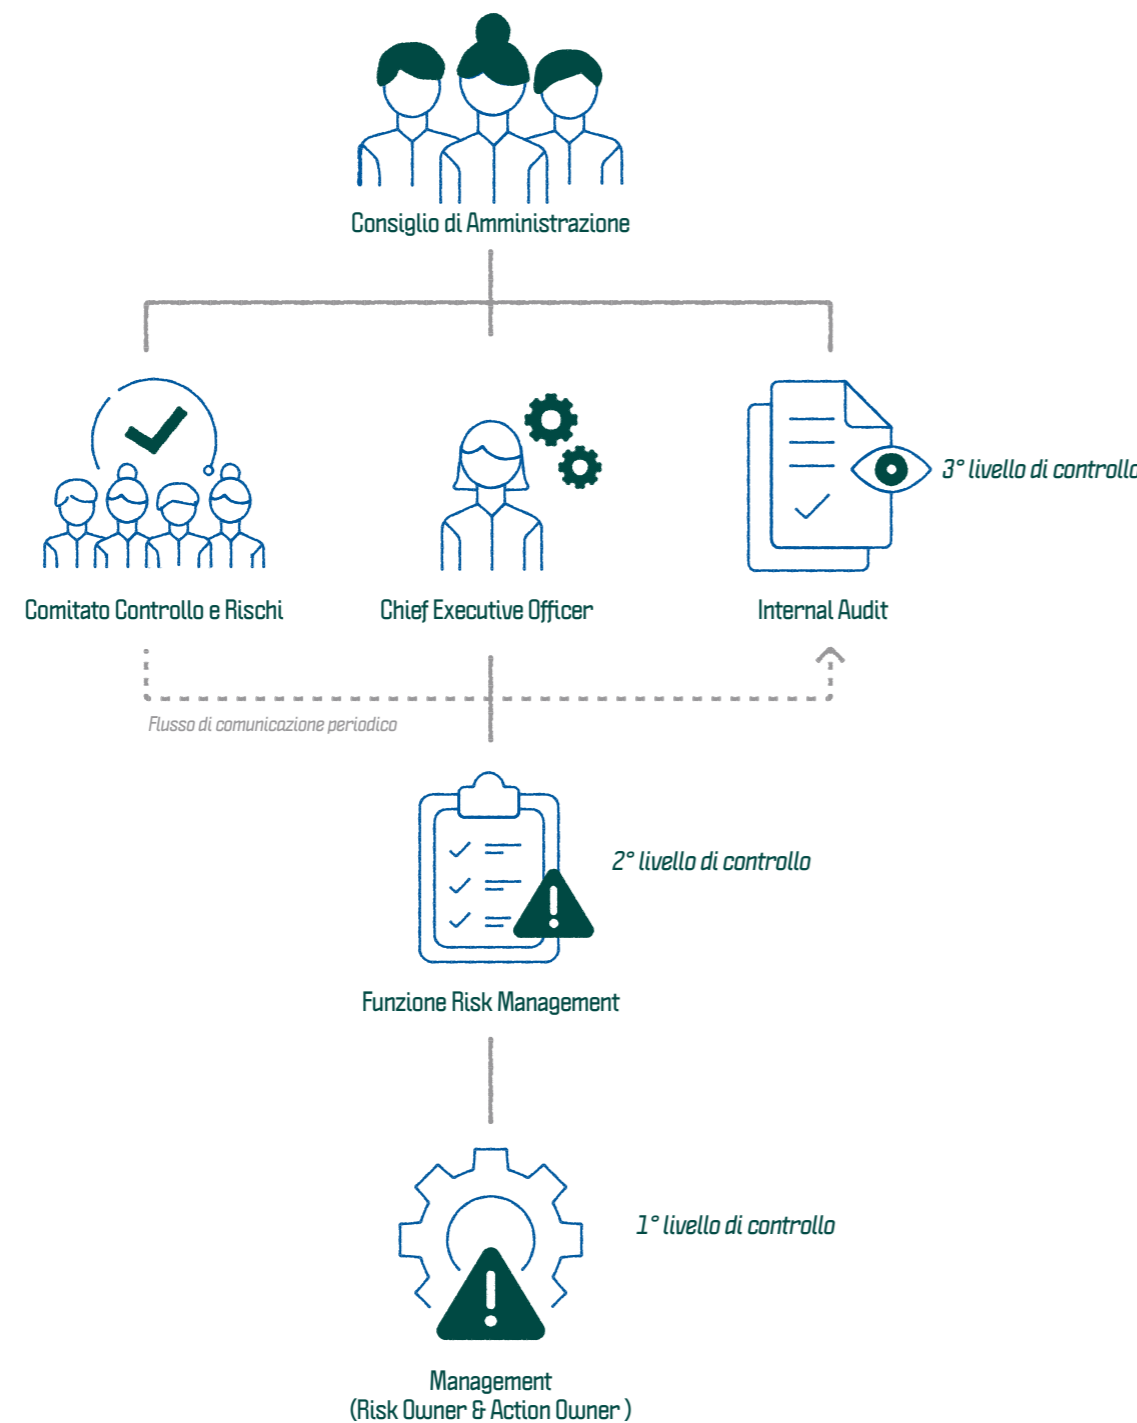 Consiglio di Amministrazione
3° livello di controllo
Comitato Controllo e Rischi
Chief Executive Officer
Internal Audit
Flusso di comunicazione periodico
2° livello di controllo
Funzione Risk Management
1° livello di controllo
Management
(Risk Owner & Action Owner )